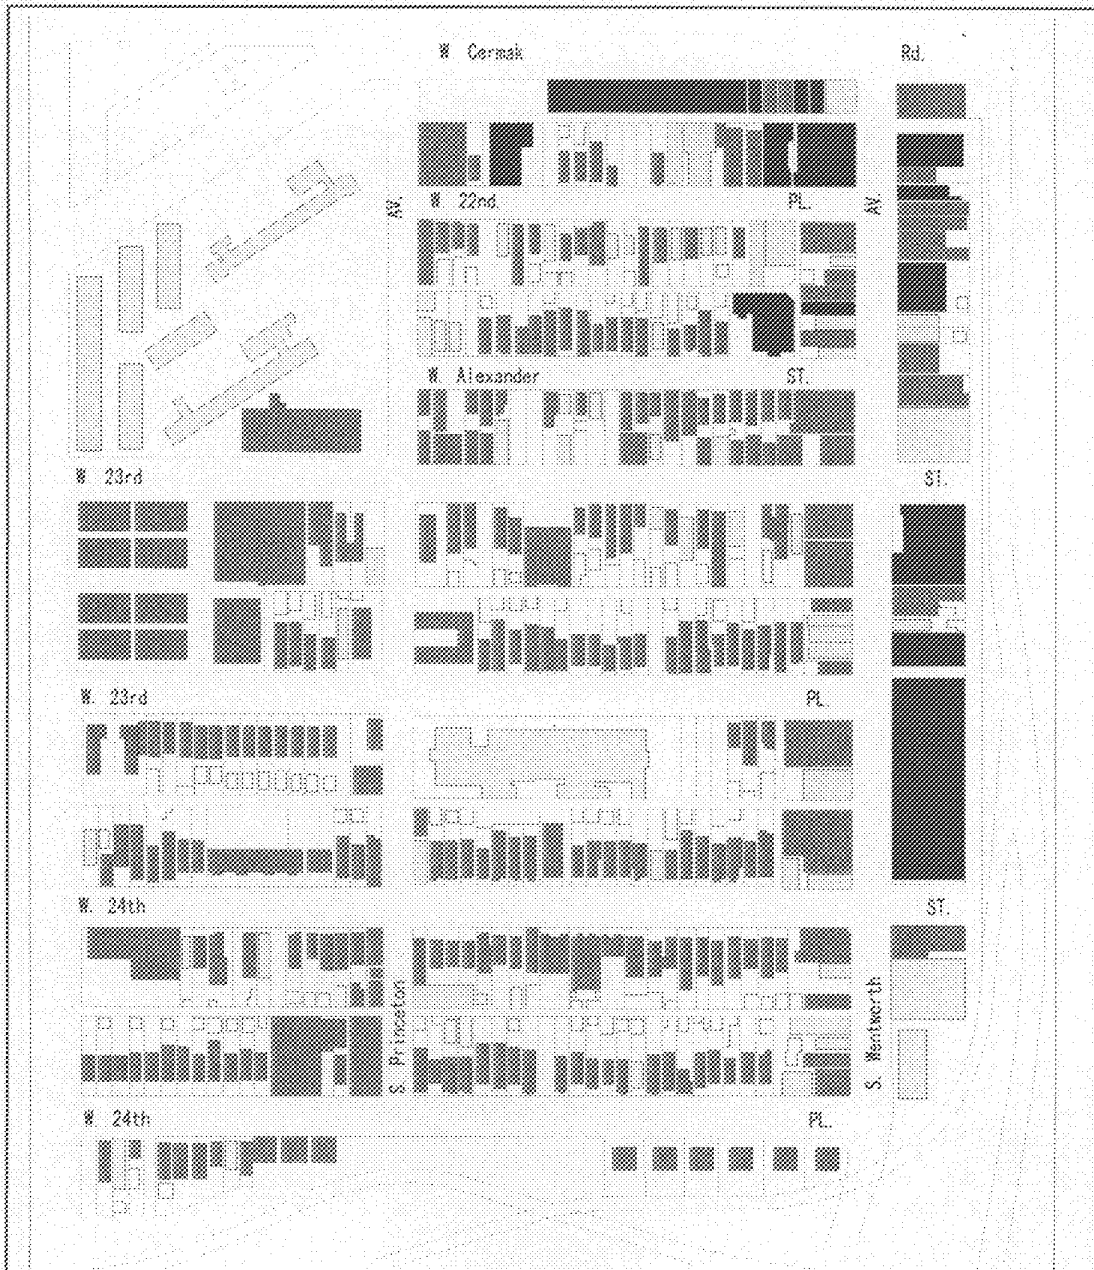 W Cermak Rd.
AV. W 22nd. PL. AV.
W. Alexander ST.
W 23rd ST.
W. 23rd PL.
W. 24th ST.
S. Princeton
S. Wentworth
W. 24th PL.